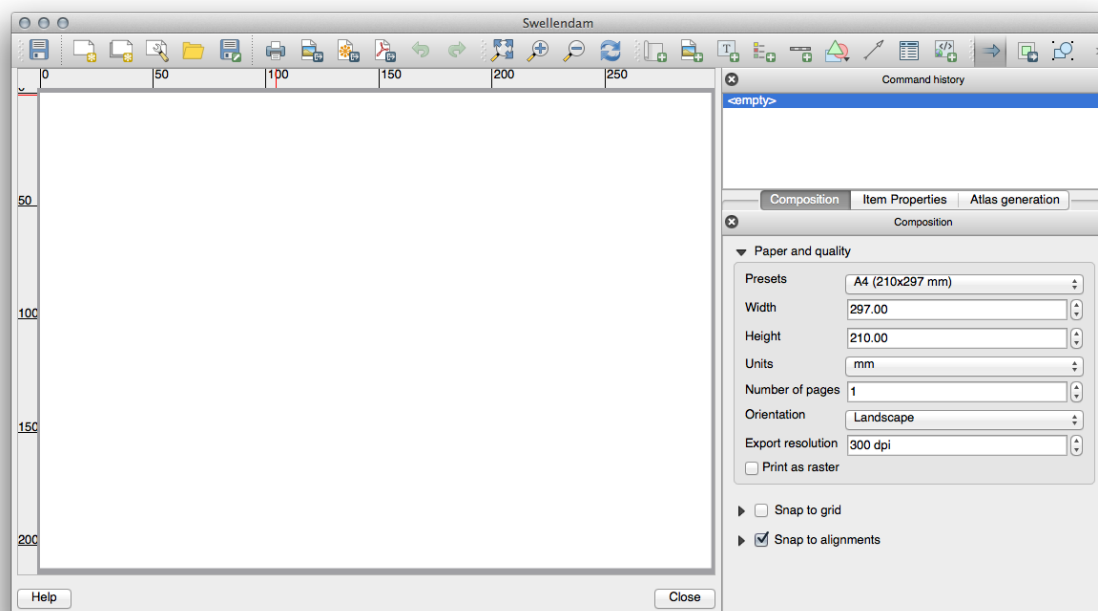 Swellendam
0 50 100 150 200 250
Command history
<empty>
50
100
150
200
Composition Item Properties Atlas generation
Composition
Paper and quality
Presets A4 (210x297 mm)
Width 297.00
Height 210.00
Units mm
Number of pages 1
Orientation Landscape
Export resolution 300 dpi
Print as raster
Snap to grid
Snap to alignments
Help Close